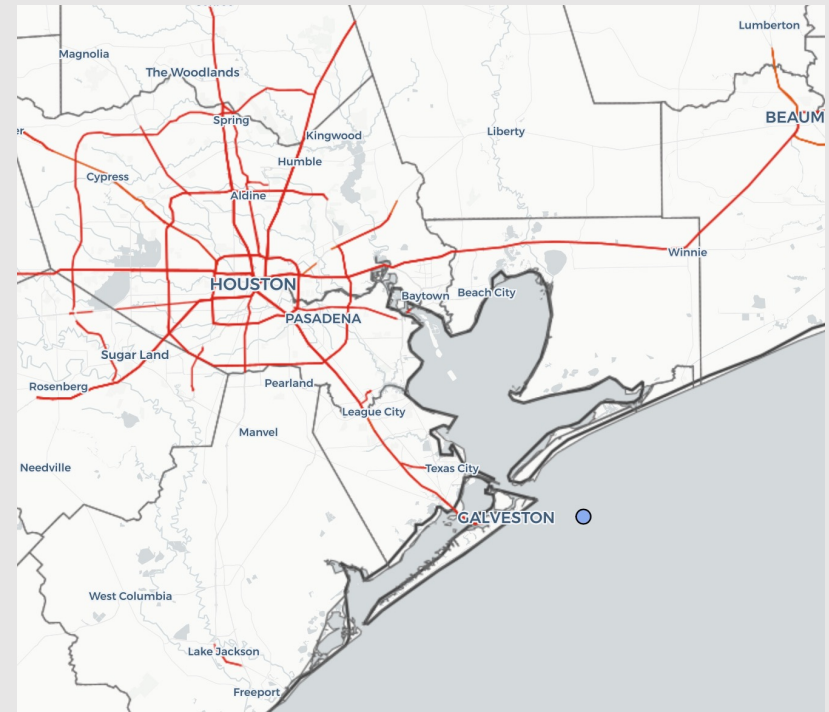 Lumberton
Magnolia
The Woodlands
BEAUM
Spring
er
Liberty
Kingwood
Humble
Cypress
Aldine
Winnie
HOUSTON
Baytown
Beach City
PASADENA
Sugar Land
Rosenberg
Pearland
League City
Manvel
Needville
Texas City
GALVESTON
West Columbia
Lake Jackson
Freeport